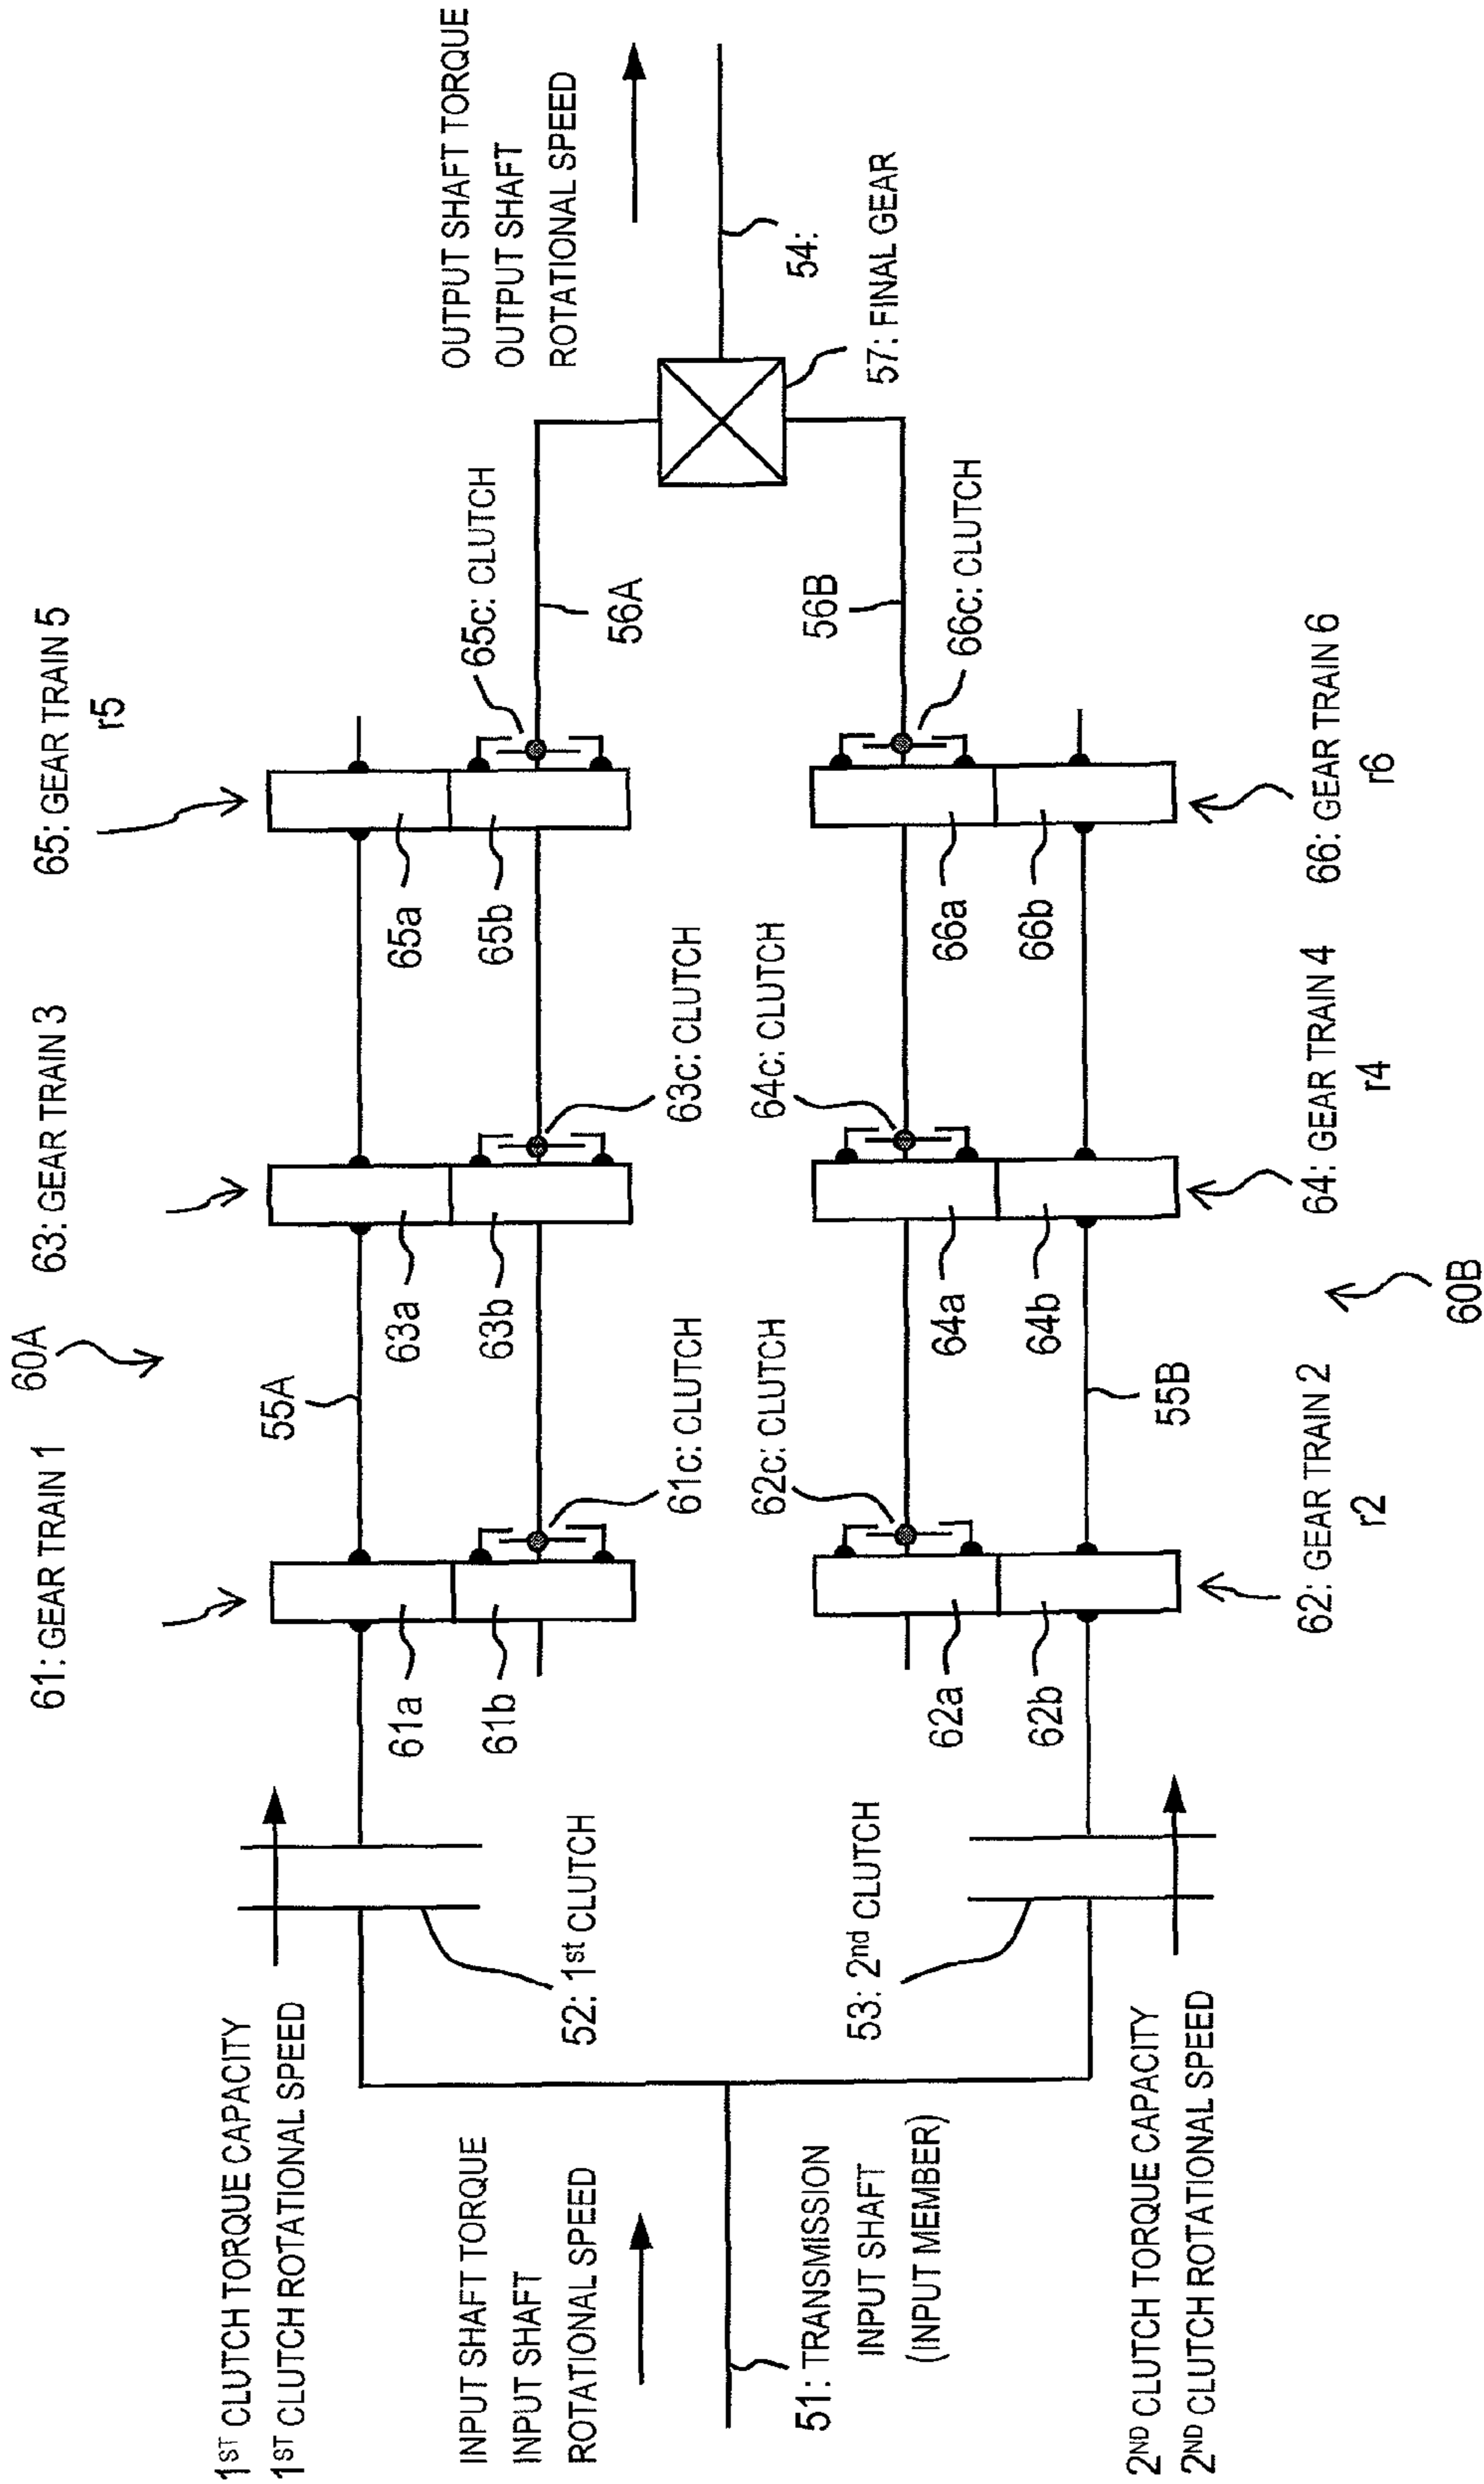 60A
61: GEAR TRAIN 1
63: GEAR TRAIN 3
65: GEAR TRAIN 5
r5
1ST CLUTCH TORQUE CAPACITY
1ST CLUTCH ROTATIONAL SPEED
55A
61a
61b
63a
63b
65a
65b
OUTPUT SHAFT TORQUE
OUTPUT SHAFT
ROTATIONAL SPEED
65c: CLUTCH
56A
52: 1st CLUTCH
61c: CLUTCH
63c: CLUTCH
INPUT SHAFT TORQUE
INPUT SHAFT
ROTATIONAL SPEED
54:
57: FINAL GEAR
51: TRANSMISSION
INPUT SHAFT
(INPUT MEMBER)
53: 2nd CLUTCH
62c: CLUTCH
64c: CLUTCH
56B
66c: CLUTCH
62a
62b
64a
64b
66a
66b
55B
2ND CLUTCH TORQUE CAPACITY
2ND CLUTCH ROTATIONAL SPEED
62: GEAR TRAIN 2
r2
64: GEAR TRAIN 4
r4
66: GEAR TRAIN 6
r6
60B